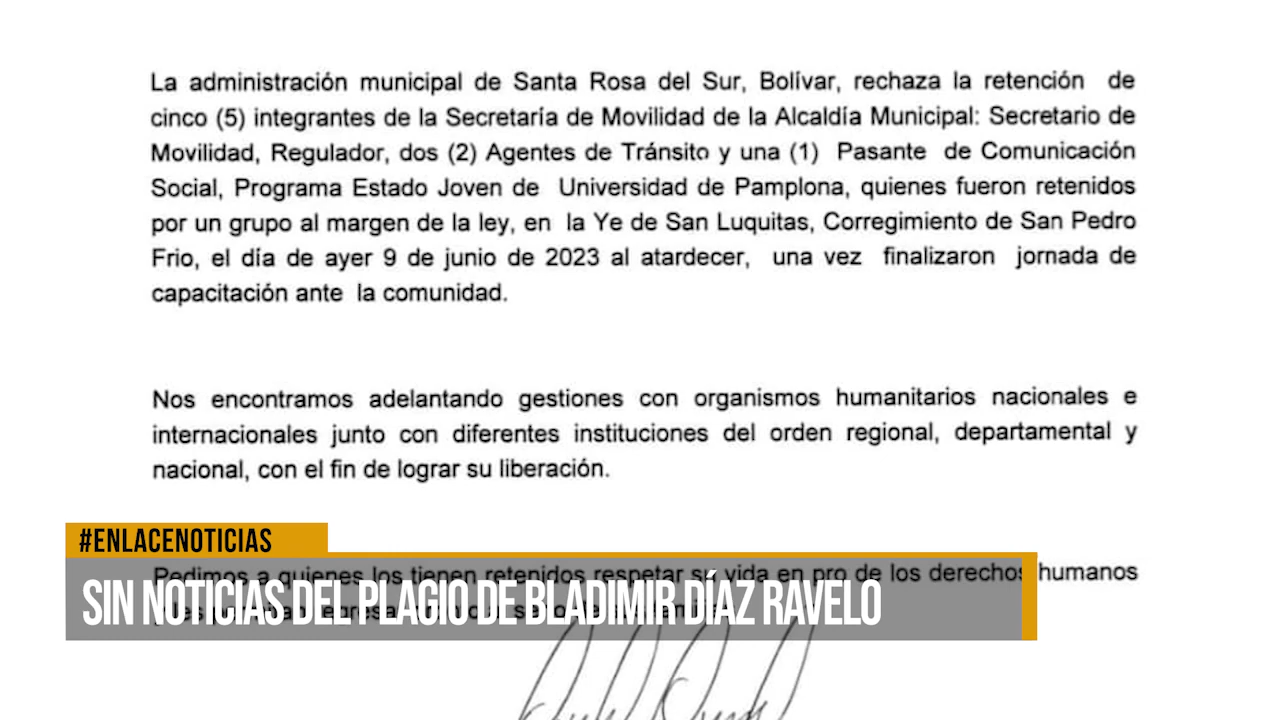 La administración municipal de Santa Rosa del Sur, Bolívar, rechaza la retención de
cinco (5) integrantes de la Secretaría de Movilidad de la Alcaldía Municipal: Secretario de
Movilidad, Regulador, dos (2) Agentes de Tránsito y una (1) Pasante de Comunicación
Social, Programa Estado Joven de Universidad de Pamplona, quienes fueron retenidos
por un grupo al margen de la ley, en la Ye de San Luquitas, Corregimiento de San Pedro
Frio, el día de ayer 9 de junio de 2023 al atardecer, una vez finalizaron jornada de
capacitación ante la comunidad.
Nos encontramos adelantando gestiones con organismos humanitarios nacionales e
internacionales junto con diferentes instituciones del orden regional, departamental y
nacional, con el fin de lograr su liberación.
#ENLACENOTICIAS
Pedimos a quienes los tienen retenidos respetar su vida en pro de los derechos humanos
SIN NOTICIAS DEL PLAGIO DE BLADIMIR DÍAZ RAVELO